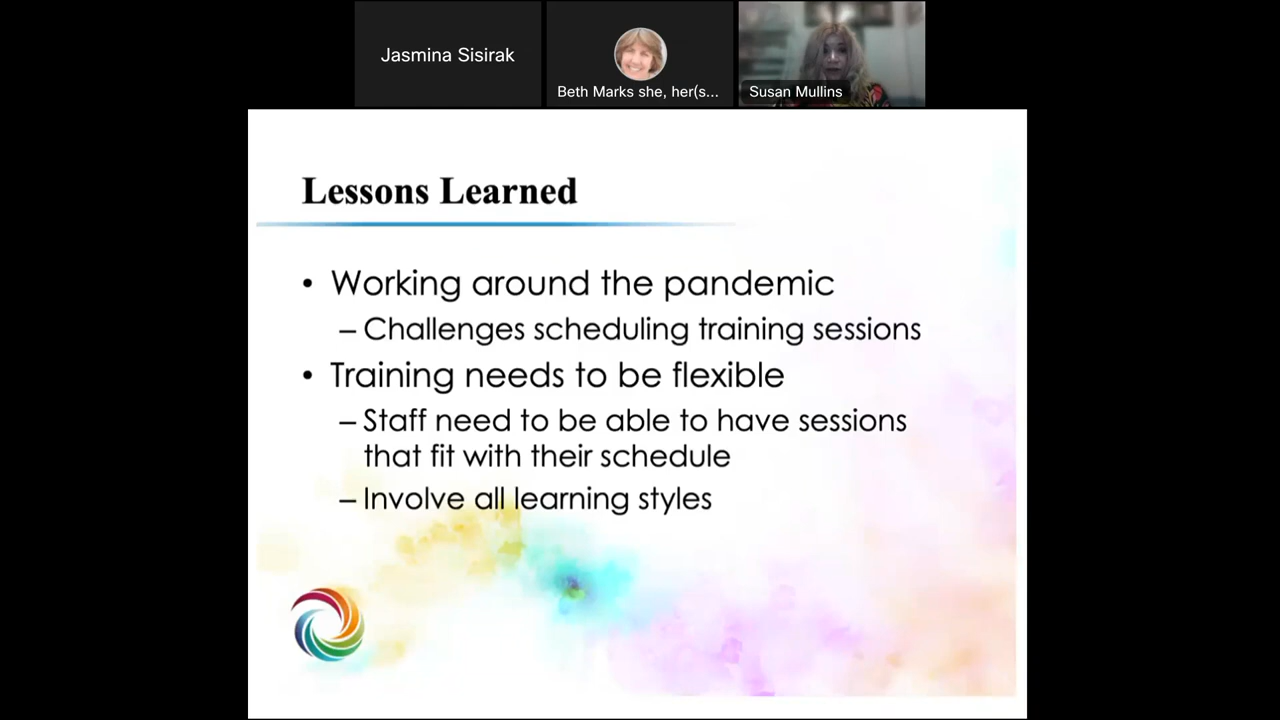 Jasmina Sisirak
Beth Marks she, her(s...
Susan Mullins
Lessons Learned
• Working around the pandemic
– Challenges scheduling training sessions
• Training needs to be flexible
– Staff need to be able to have sessions
that fit with their schedule
– Involve all learning styles